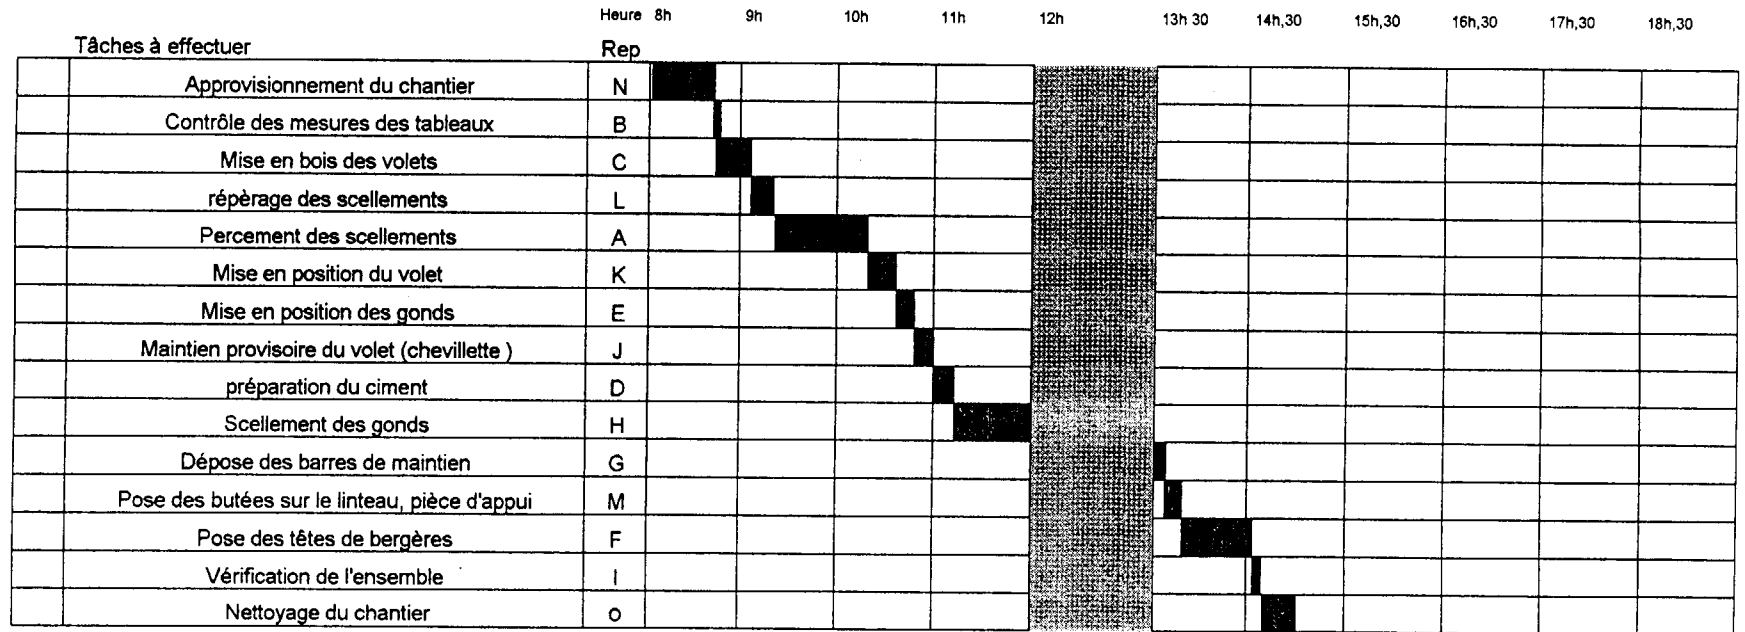 Heure 8h 9h 10h 11h 12h 13h 30 14h,30 15h,30 16h,30 17h,30 18h,30
Tâches à effectuer Rep
Approvisionnement du chantier N
Contrôle des mesures des tableaux B
Mise en bois des volets C
répèrage des scellements L
Percement des scellements A
Mise en position du volet K
Mise en position des gonds E
Maintien provisoire du volet (chevillette ) J
préparation du ciment D
Scellement des gonds H
Dépose des barres de maintien G
Pose des butées sur le linteau, pièce d'appui M
Pose des têtes de bergères F
Vérification de l'ensemble I
Nettoyage du chantier o